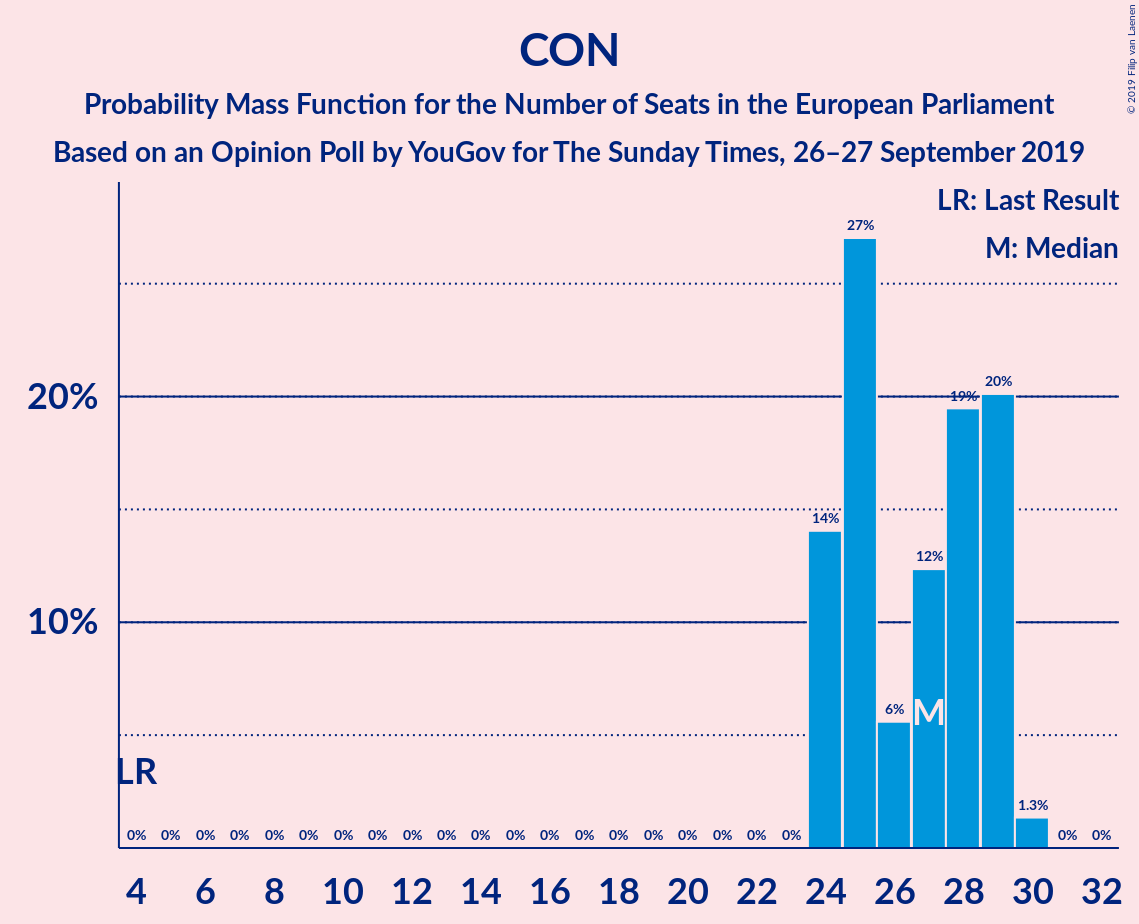 CON
Probability Mass Function for the Number of Seats in the European Parliament
Based on an Opinion Poll by YouGov for The Sunday Times, 26–27 September 2019
© 2019 Filip van Laenen
LR: Last Result
M: Median
27%
20%
19%
20%
14%
12%
10%
6%
M
LR
1.3%
0% 0% 0% 0% 0% 0% 0% 0% 0% 0% 0% 0% 0% 0% 0% 0% 0% 0% 0% 0% 0% 0%
4 6 8 10 12 14 16 18 20 22 24 26 28 30 32